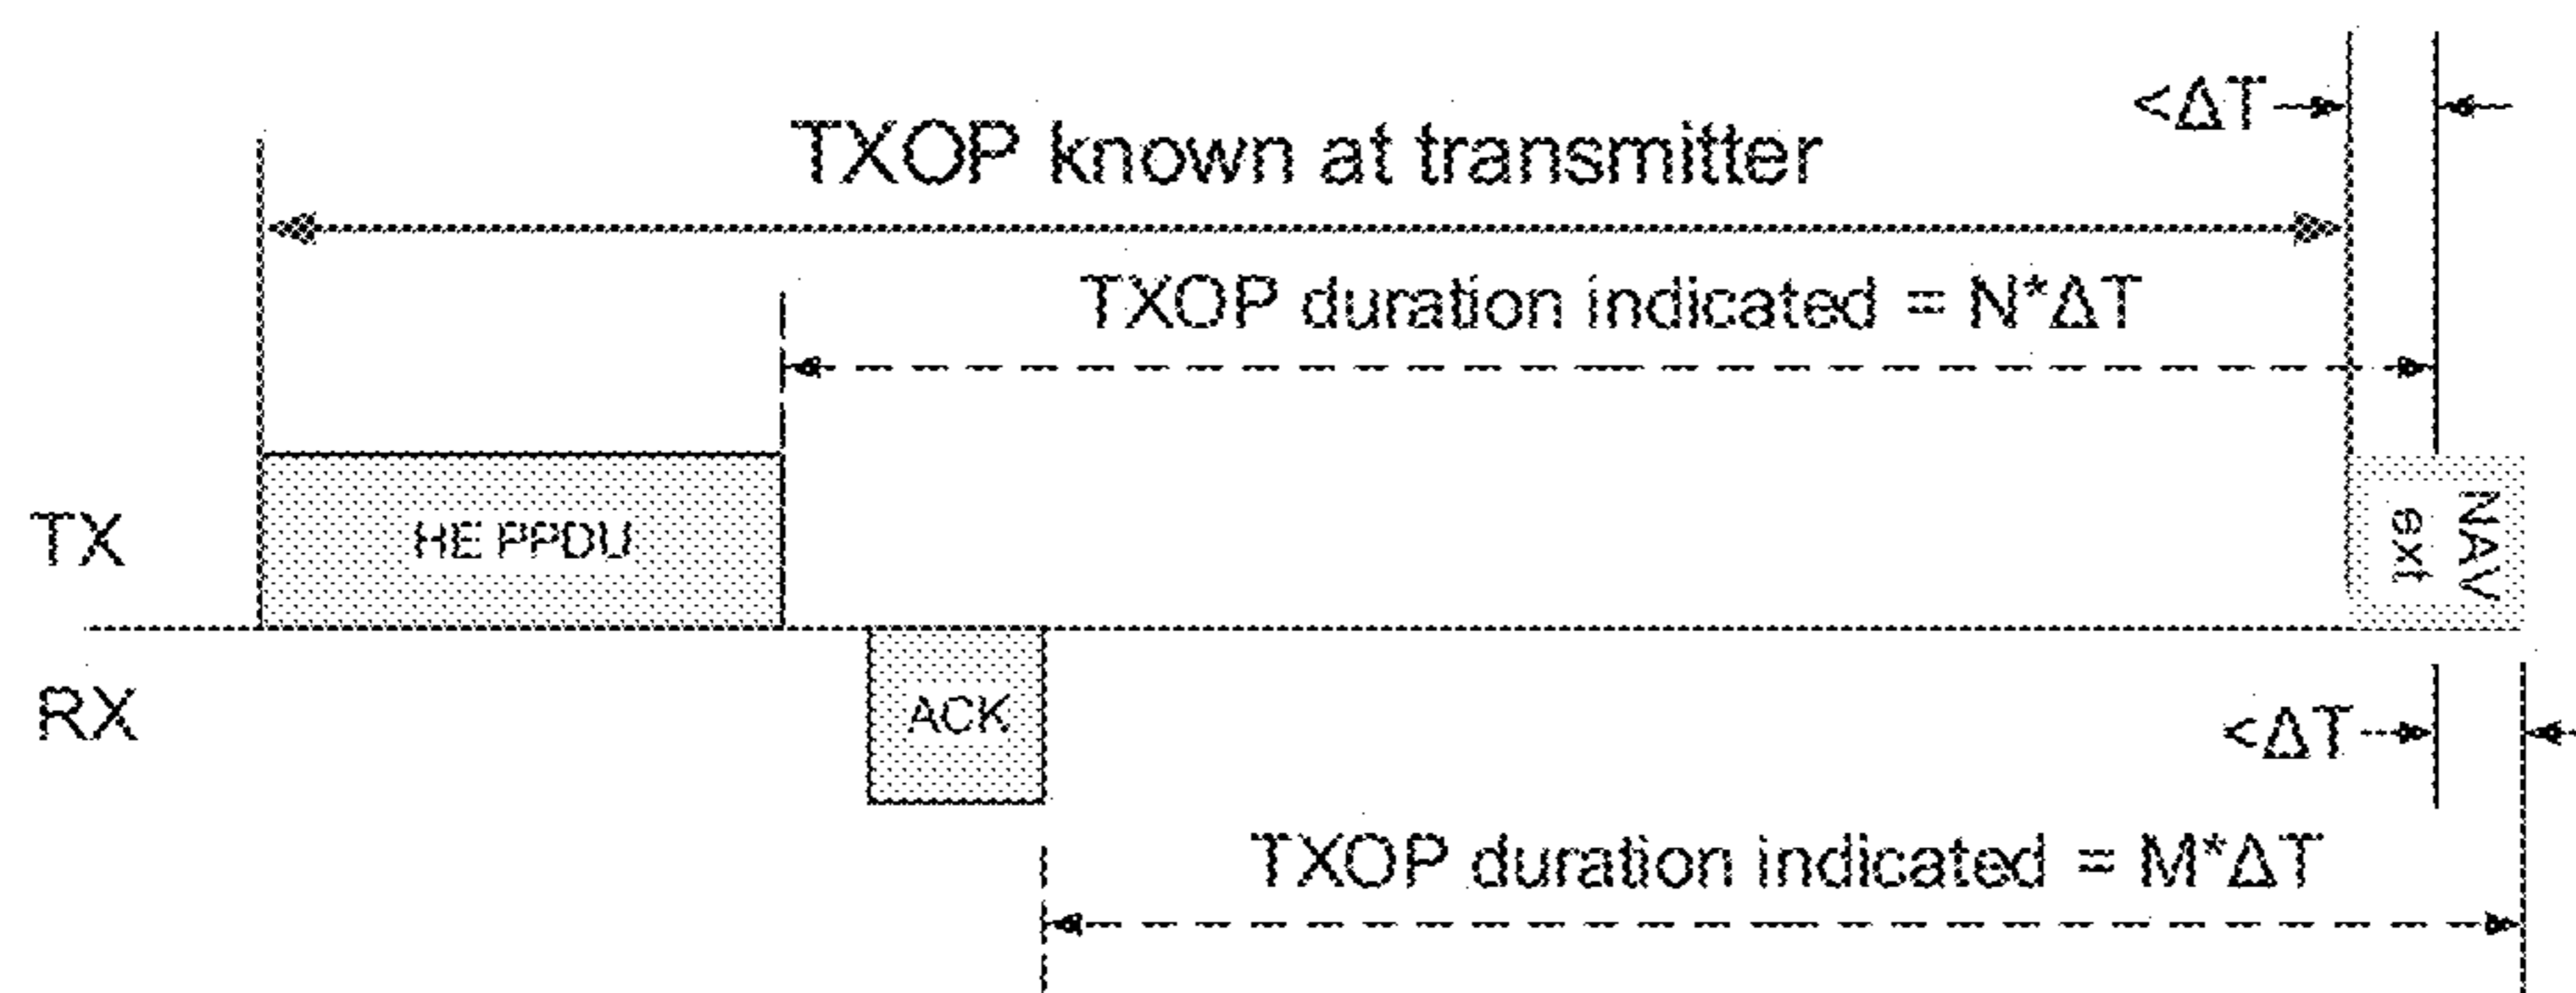 <ΔT
TXOP known at transmitter
TXOP duration indicated = N*ΔT
TX
HE PPDU
NAV
ext
RX
ACK
<ΔT
TXOP duration indicated = M*ΔT